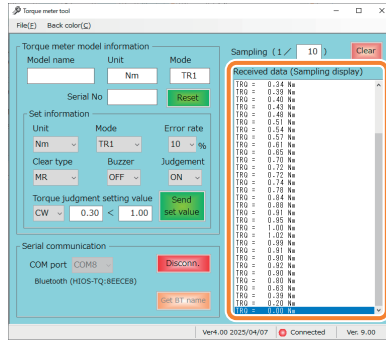 Torque meter tool
File(F) Back color(C)
Torque meter model information
Model name Unit Mode
Nm TR1
Serial No Reset
Set information
Unit Mode Error rate
Nm TR1 10 %
Clear type Buzzer Judgement
MR OFF ON
Torque judgment setting value
CW 0.30 < 1.00
Send
set value
Serial communication
COM port COM8 Disconn.
Bluetooth (HIOS-TQ:8EECE8)
Get BT name
Sampling (1/ 10 ) Clear
Received data (Sampling display)
TRQ = 0.34 Nm
TRQ = 0.39 Nm
TRQ = 0.40 Nm
TRQ = 0.43 Nm
TRQ = 0.48 Nm
TRQ = 0.51 Nm
TRQ = 0.54 Nm
TRQ = 0.57 Nm
TRQ = 0.61 Nm
TRQ = 0.65 Nm
TRQ = 0.70 Nm
TRQ = 0.72 Nm
TRQ = 0.72 Nm
TRQ = 0.74 Nm
TRQ = 0.78 Nm
TRQ = 0.84 Nm
TRQ = 0.88 Nm
TRQ = 0.91 Nm
TRQ = 0.95 Nm
TRQ = 1.00 Nm
TRQ = 1.02 Nm
TRQ = 0.99 Nm
TRQ = 0.91 Nm
TRQ = 0.90 Nm
TRQ = 0.92 Nm
TRQ = 0.90 Nm
TRQ = 0.80 Nm
TRQ = 0.63 Nm
TRQ = 0.39 Nm
TRQ = 0.20 Nm
TRQ = 0.00 Nm
Ver4.00 2025/04/07 Connected Ver. 9.00